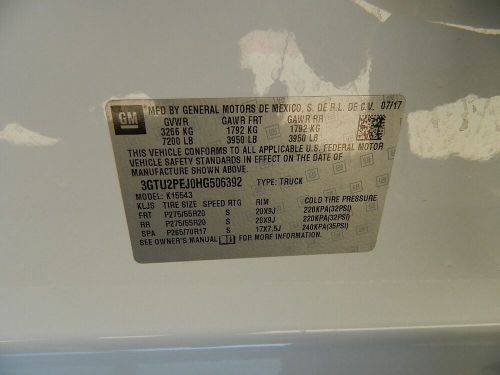 GM
MFD BY GENERAL MOTORS DE MEXICO, S. DE R.L. DE C.V. 07/17
GVWR GAWR FRT GAWR RR
3266 KG 1792 KG 1792 KG
7200 LB 3950 LB 3950 LB
THIS VEHICLE CONFORMS TO ALL APPLICABLE U.S. FEDERAL MOTOR
VEHICLE SAFETY STANDARDS IN EFFECT ON THE DATE OF
MANUFACTURE SHOWN ABOVE.
3GTU2PEJ0HG506392 TYPE: TRUCK
MODEL: K15543
VLJS TIRE SIZE SPEED RTG RIM COLD TIRE PRESSURE
FRT P275/55R20 S 20X9J 220KPA(32PSI)
RR P275/55R20 S 20X9J 220KPA(32PSI)
SPA P265/70R17 S 17X7.5J 240KPA(35PSI)
SEE OWNER'S MANUAL FOR MORE INFORMATION.